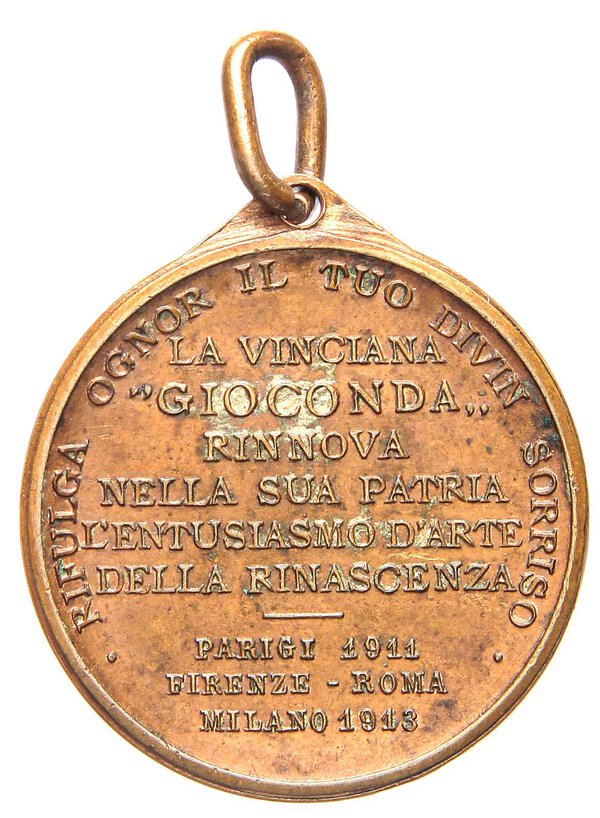 RIFULGA OGNOR IL TUO DIVIN SORRISO
LA VINCIANA
"GIOCONDA„
RINNOVA
NELLA SUA PATRIA
L'ENTUSIASMO D'ARTE
DELLA RINASCENZA
PARIGI 1911
FIRENZE - ROMA
MILANO 1913